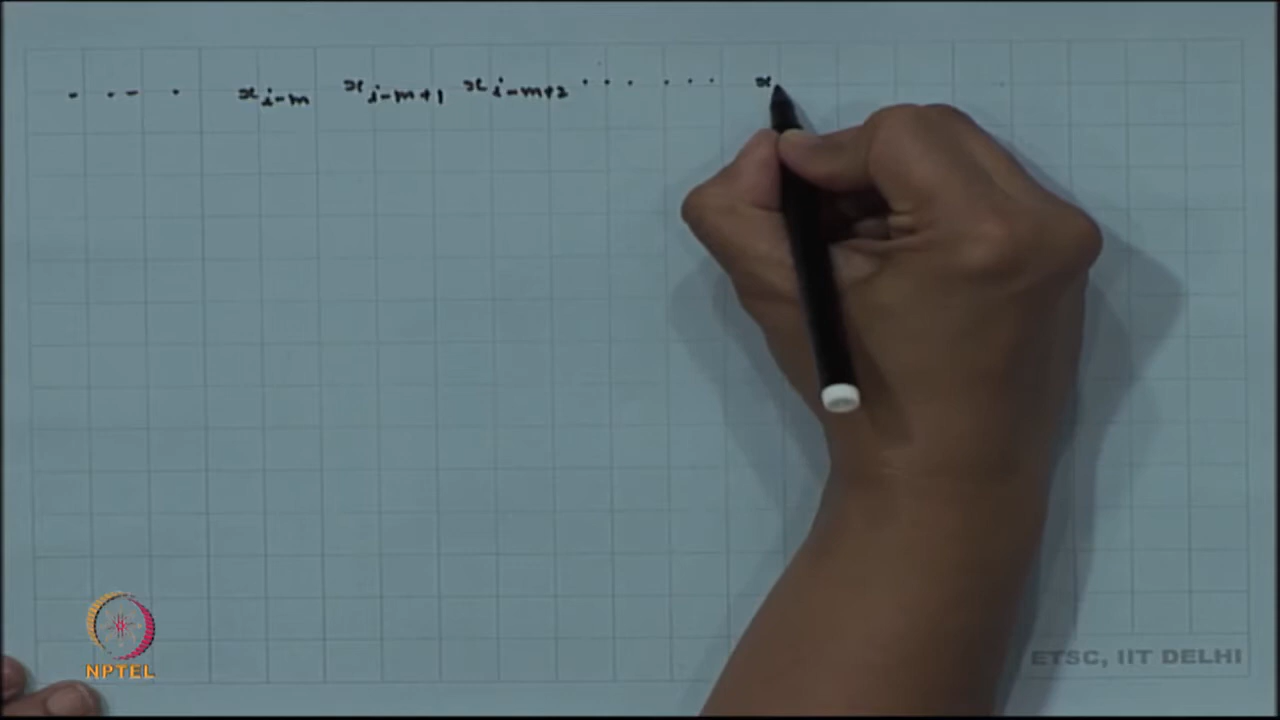 - . - . x_{i-m} x_{i-m+1} x_{i-m+2} . . . . . . x
NPTEL
ETSC, IIT DELHI